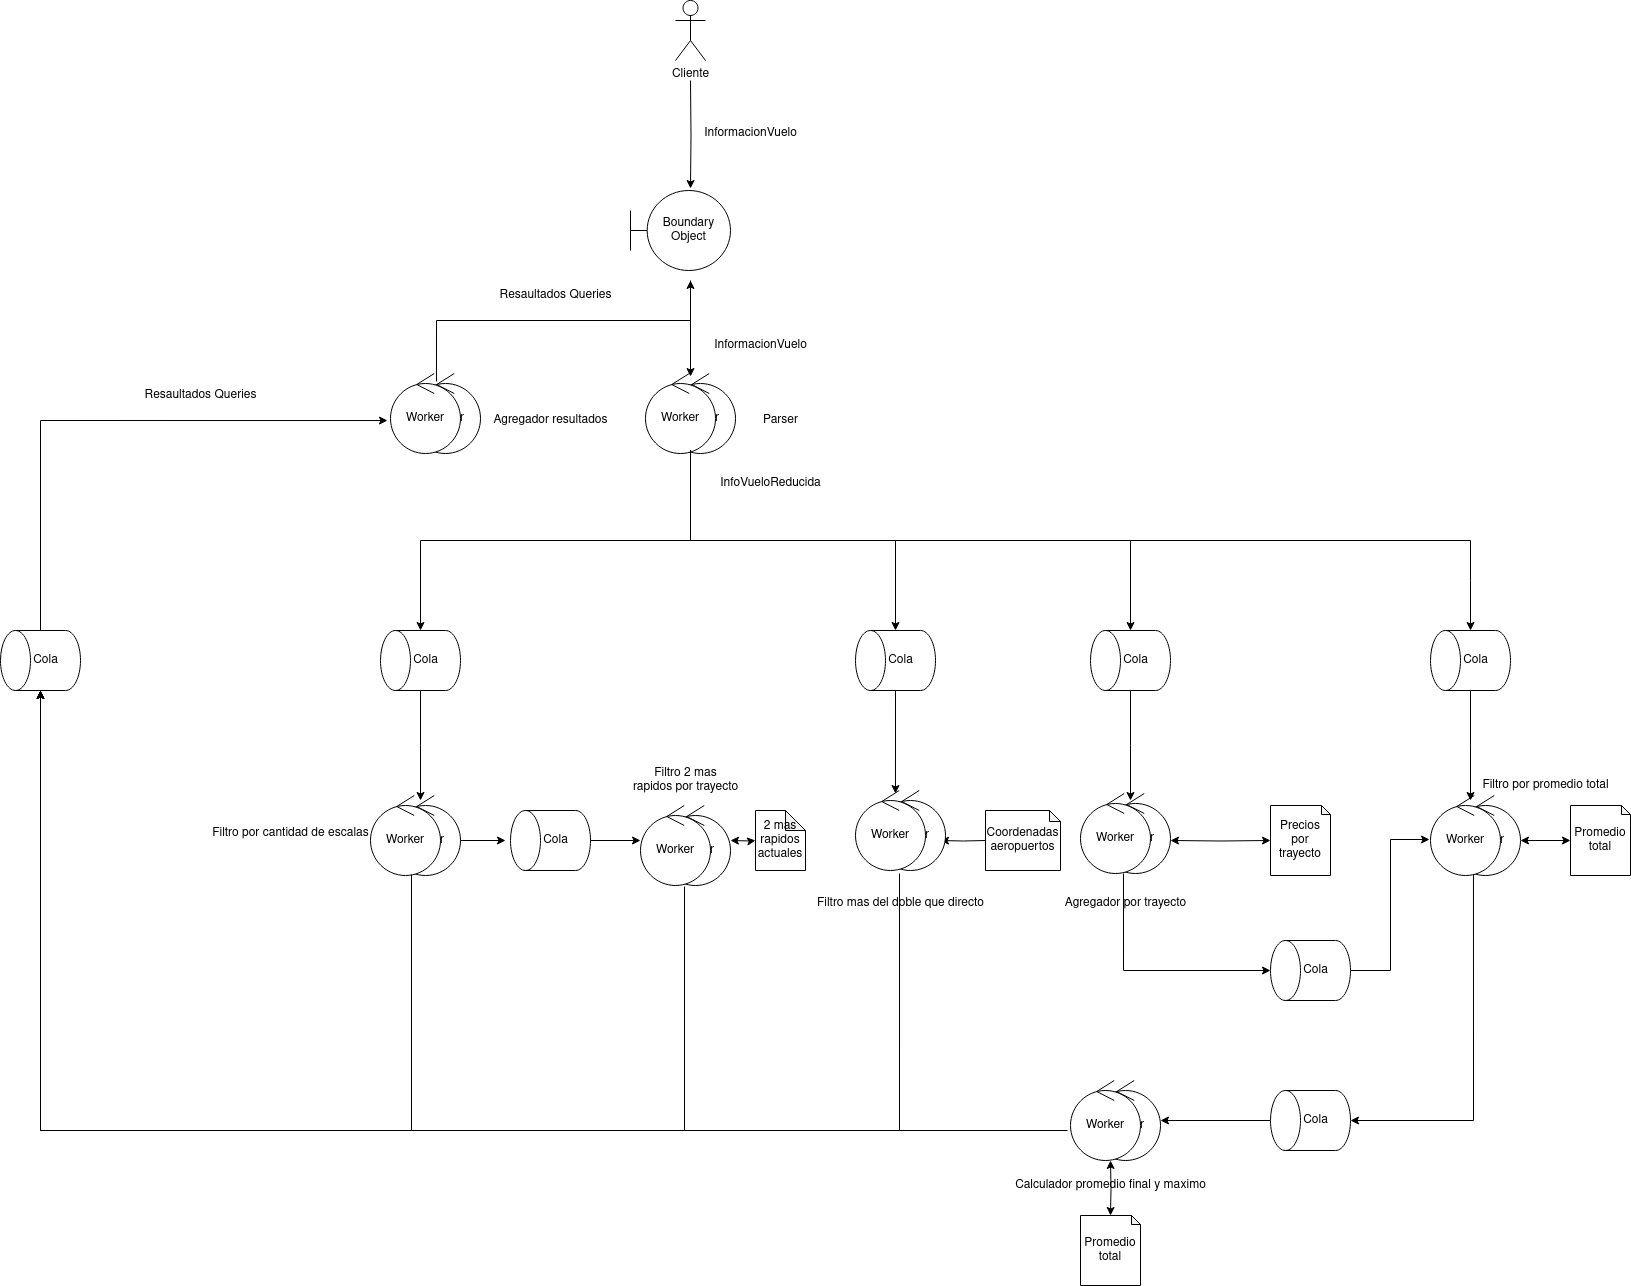 Cliente
InformacionVuelo
Boundary
Object
Resaultados Queries
InformacionVuelo
Resaultados Queries
Worker
r
Agregador resultados
Worker
r
Parser
InfoVueloReducida
Cola
Cola
Cola
Cola
Cola
Filtro 2 mas
rapidos por trayecto
Filtro por promedio total
Filtro por cantidad de escalas
Worker
r
Cola
Worker
r
2 mas
rapidos
actuales
Worker
r
Coordenadas
aeropuertos
Worker
r
Precios
por
trayecto
Worker
r
Promedio
total
Filtro mas del doble que directo
Agregador por trayecto
Cola
Worker
r
Cola
Calculador promedio final y maximo
Promedio
total